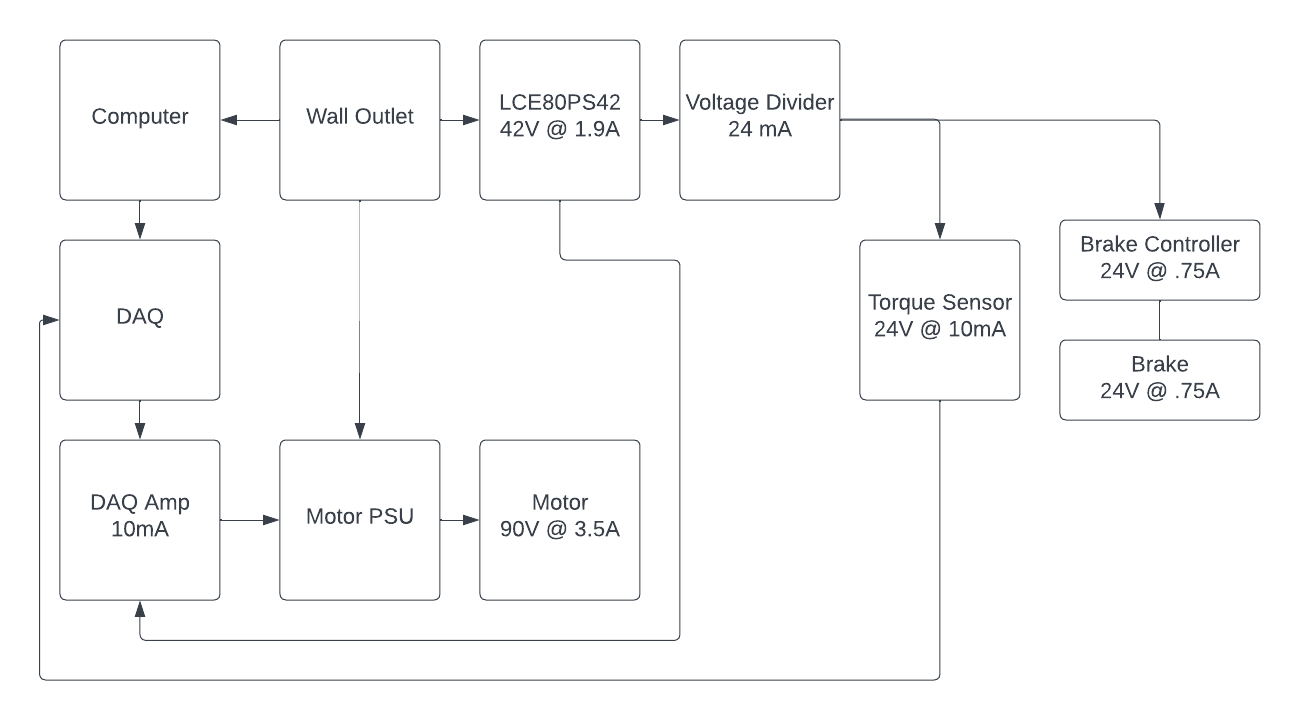 Computer
Wall Outlet
LCE80PS42
42V @ 1.9A
Voltage Divider
24 mA
Brake Controller
24V @ .75A
DAQ
Torque Sensor
24V @ 10mA
Brake
24V @ .75A
DAQ Amp
10mA
Motor PSU
Motor
90V @ 3.5A